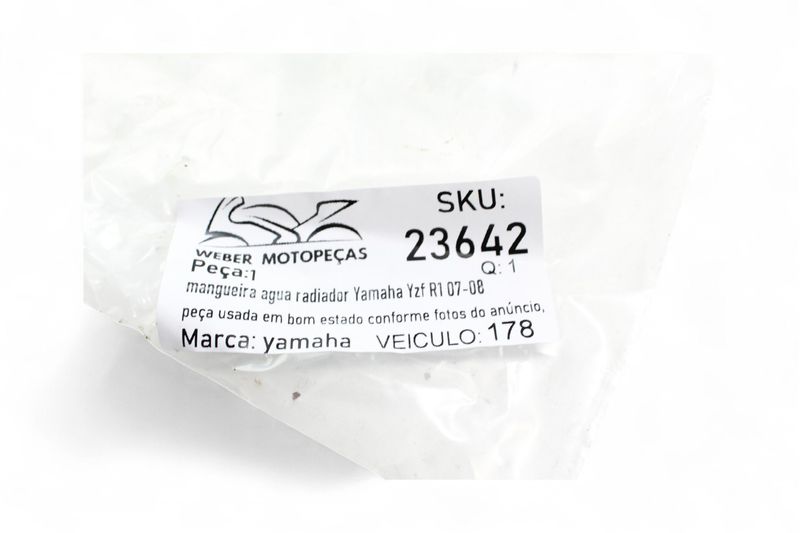 WEBER MOTOPEÇAS
SKU:
23642
Peça:1
Q: 1
mangueira agua radiador Yamaha Yzf R1 07-08
peça usada em bom estado conforme fotos do anúncio,
Marca: yamaha VEICULO: 178